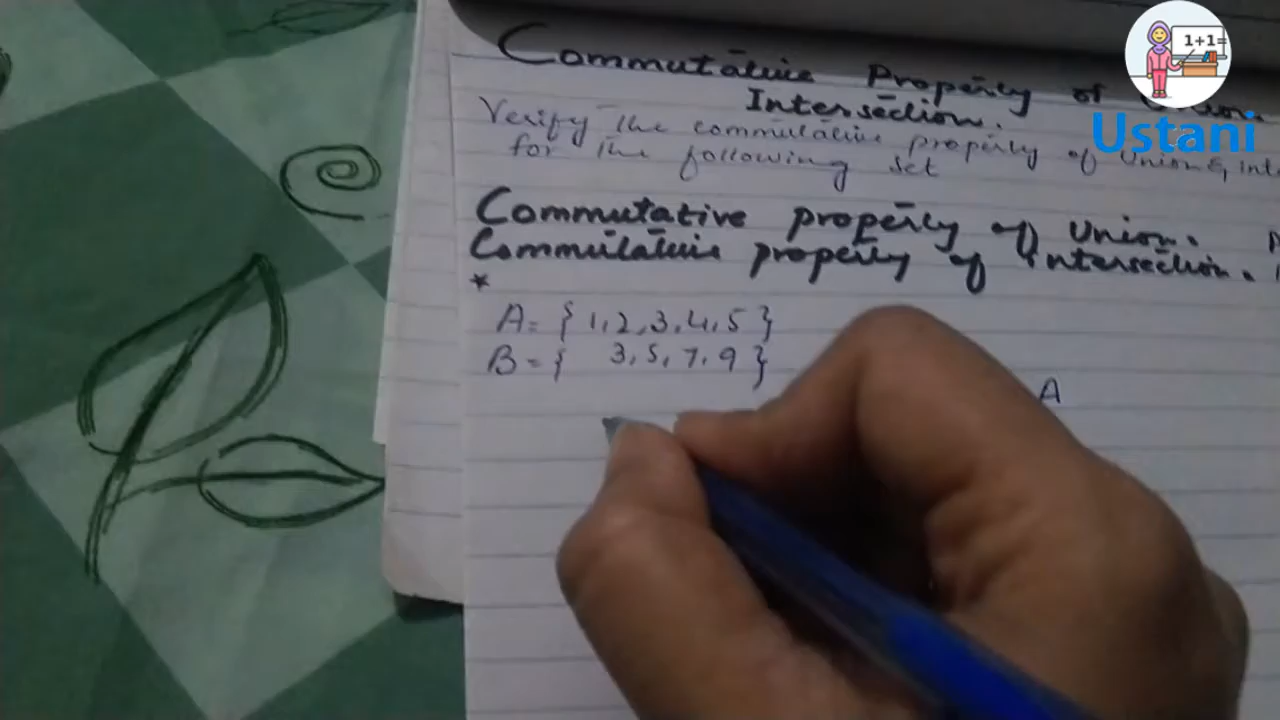 1+1=
Ustani
Commutative Property of Union
Intersection.
Verify the commutative property of Union &
for the following set
Commutative property of Union.
Commutative property of Intersection.
*
A = { 1, 2, 3, 4, 5 }
B = { 3, 5, 7, 9 }
A